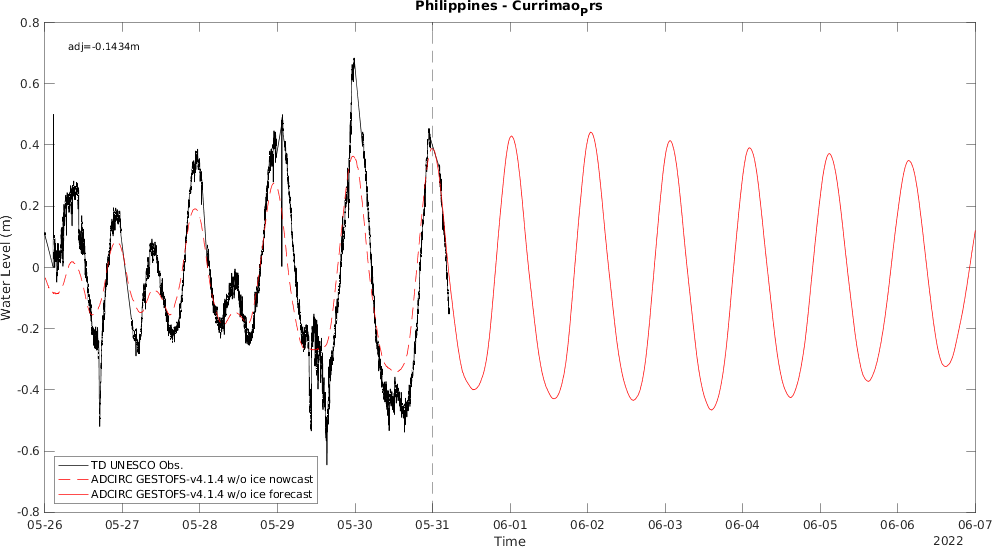 Philippines - Currimaoprs
0.8
adj=-0.1434m
0.6
0.4
0.2
0
-0.2
-0.4
-0.6
-0.8
Water Level (m)
TD UNESCO Obs.
ADCIRC GESTOFS-v4.1.4 w/o ice nowcast
ADCIRC GESTOFS-v4.1.4 w/o ice forecast
05-26 05-27 05-28 05-29 05-30 05-31 06-01 06-02 06-03 06-04 06-05 06-06 06-07
Time
2022